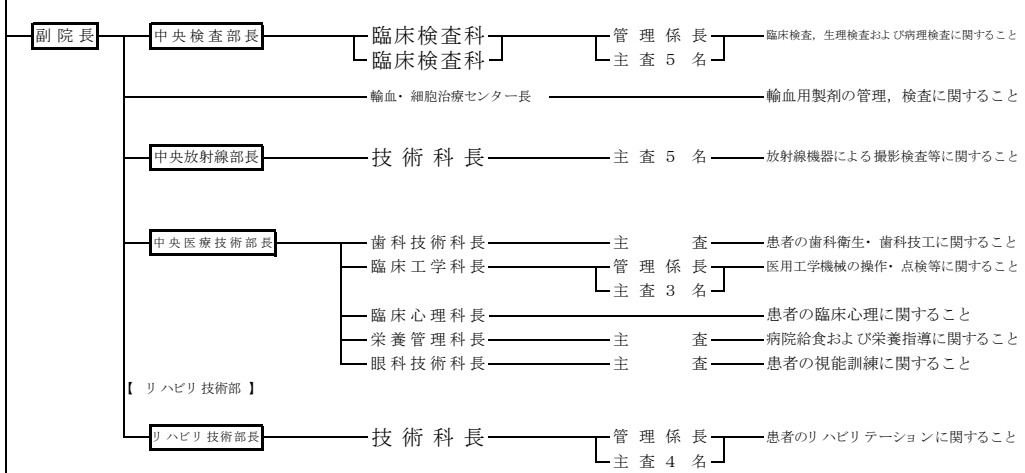 副院長 中央検査部長 臨床検査科 管理係長 臨床検査，生理検査および病理検査に関すること
臨床検査科 主査5名
輸血・細胞治療センター長 輸血用製剤の管理，検査に関すること
中央放射線部長 技術科長 主査5名 放射線機器による撮影検査等に関すること
中央医療技術部長 歯科技術科長 主査 患者の歯科衛生・歯科技工に関すること
臨床工学科長 管理係長 医用工学機械の操作・点検等に関すること
主査3名
臨床心理科長 患者の臨床心理に関すること
栄養管理科長 主査 病院給食および栄養指導に関すること
眼科技術科長 主査 患者の視能訓練に関すること
【 リハビリ技術部 】
リハビリ技術部長 技術科長 管理係長 患者のリハビリテーションに関すること
主査4名